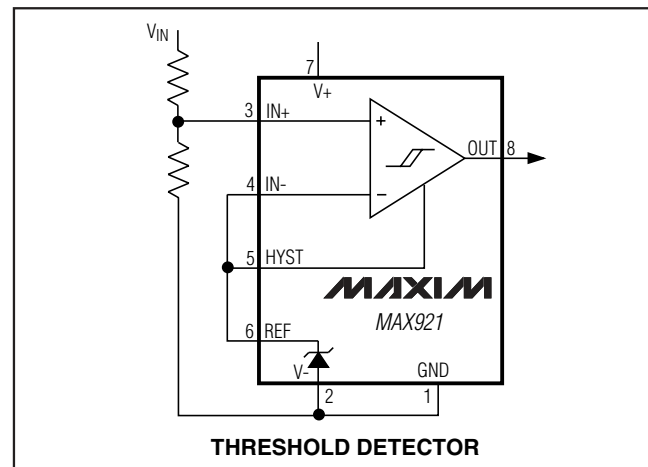 VIN
7
V+
3 IN+
+
OUT 8
4 IN-
−
5 HYST
MAXIM
MAX921
6 REF
V-
GND
2
1
THRESHOLD DETECTOR